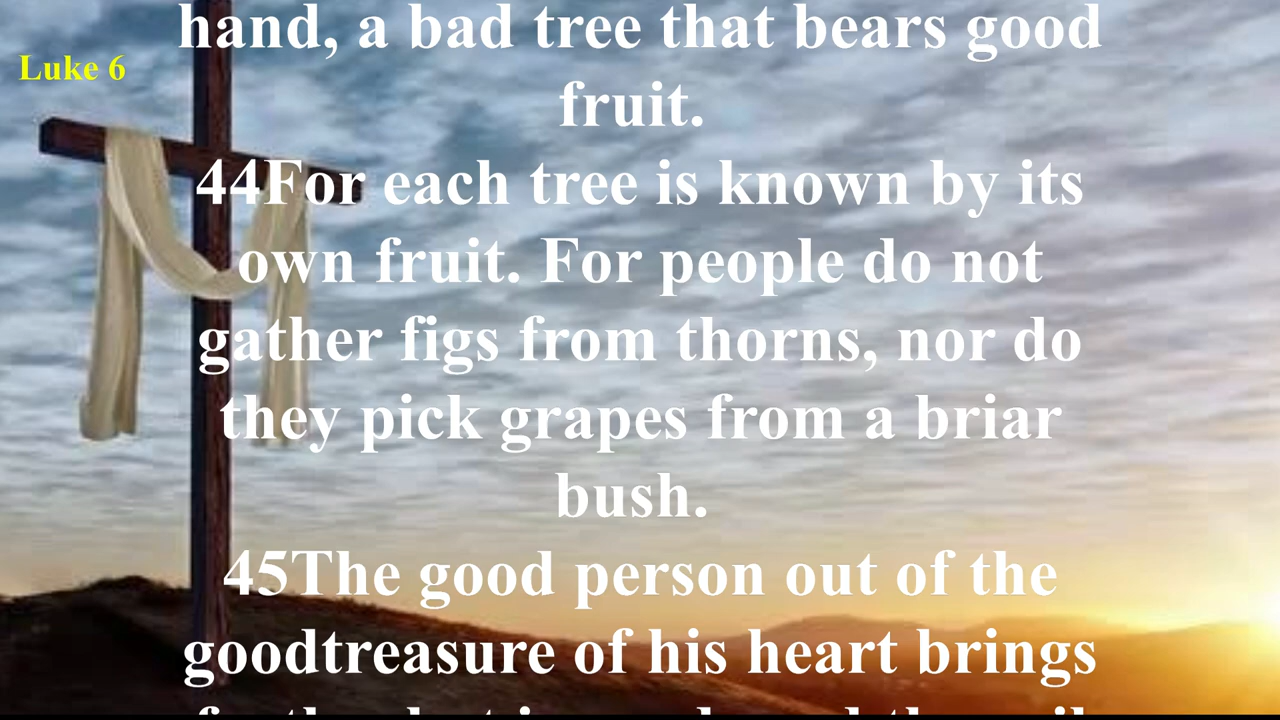 hand, a bad tree that bears good
Luke 6
fruit.
44For each tree is known by its
own fruit. For people do not
gather figs from thorns, nor do
they pick grapes from a briar
bush.
45The good person out of the
goodtreasure of his heart brings